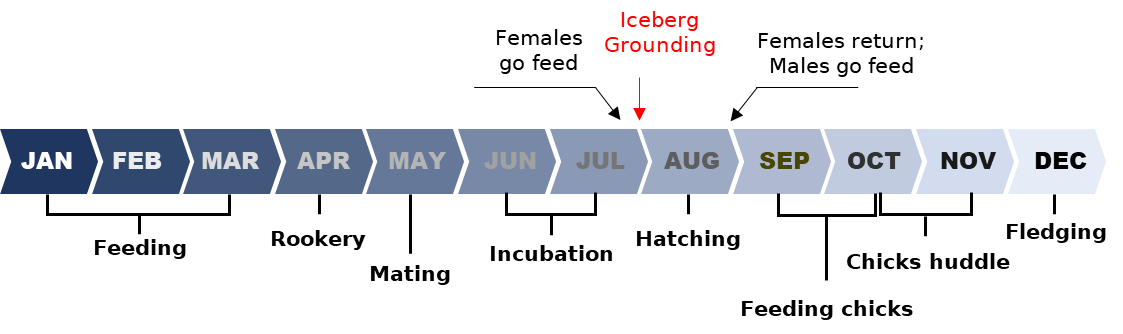 Iceberg
Grounding
Females
go feed
Females return;
Males go feed
JAN FEB MAR APR MAY JUN JUL AUG SEP OCT NOV DEC
Feeding
Rookery
Mating
Incubation
Hatching
Feeding chicks
Chicks huddle
Fledging